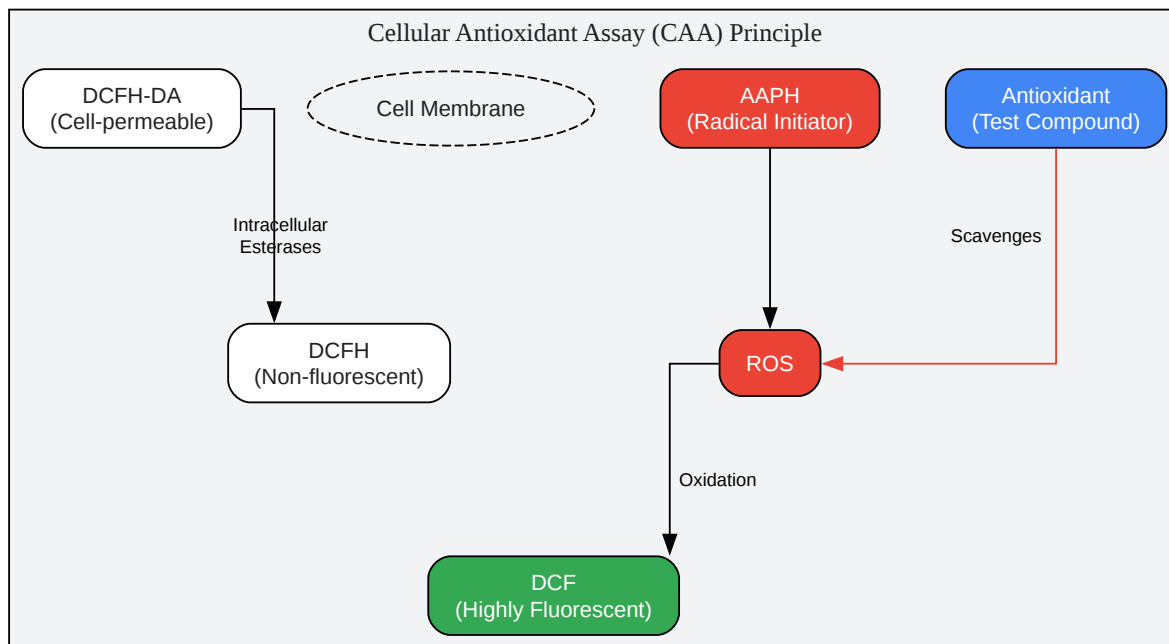 Cellular Antioxidant Assay (CAA) Principle
DCFH-DA
(Cell-permeable)
Cell Membrane
AAPH
(Radical Initiator)
Antioxidant
(Test Compound)
Intracellular
Esterases
Scavenges
DCFH
(Non-fluorescent)
ROS
Oxidation
DCF
(Highly Fluorescent)